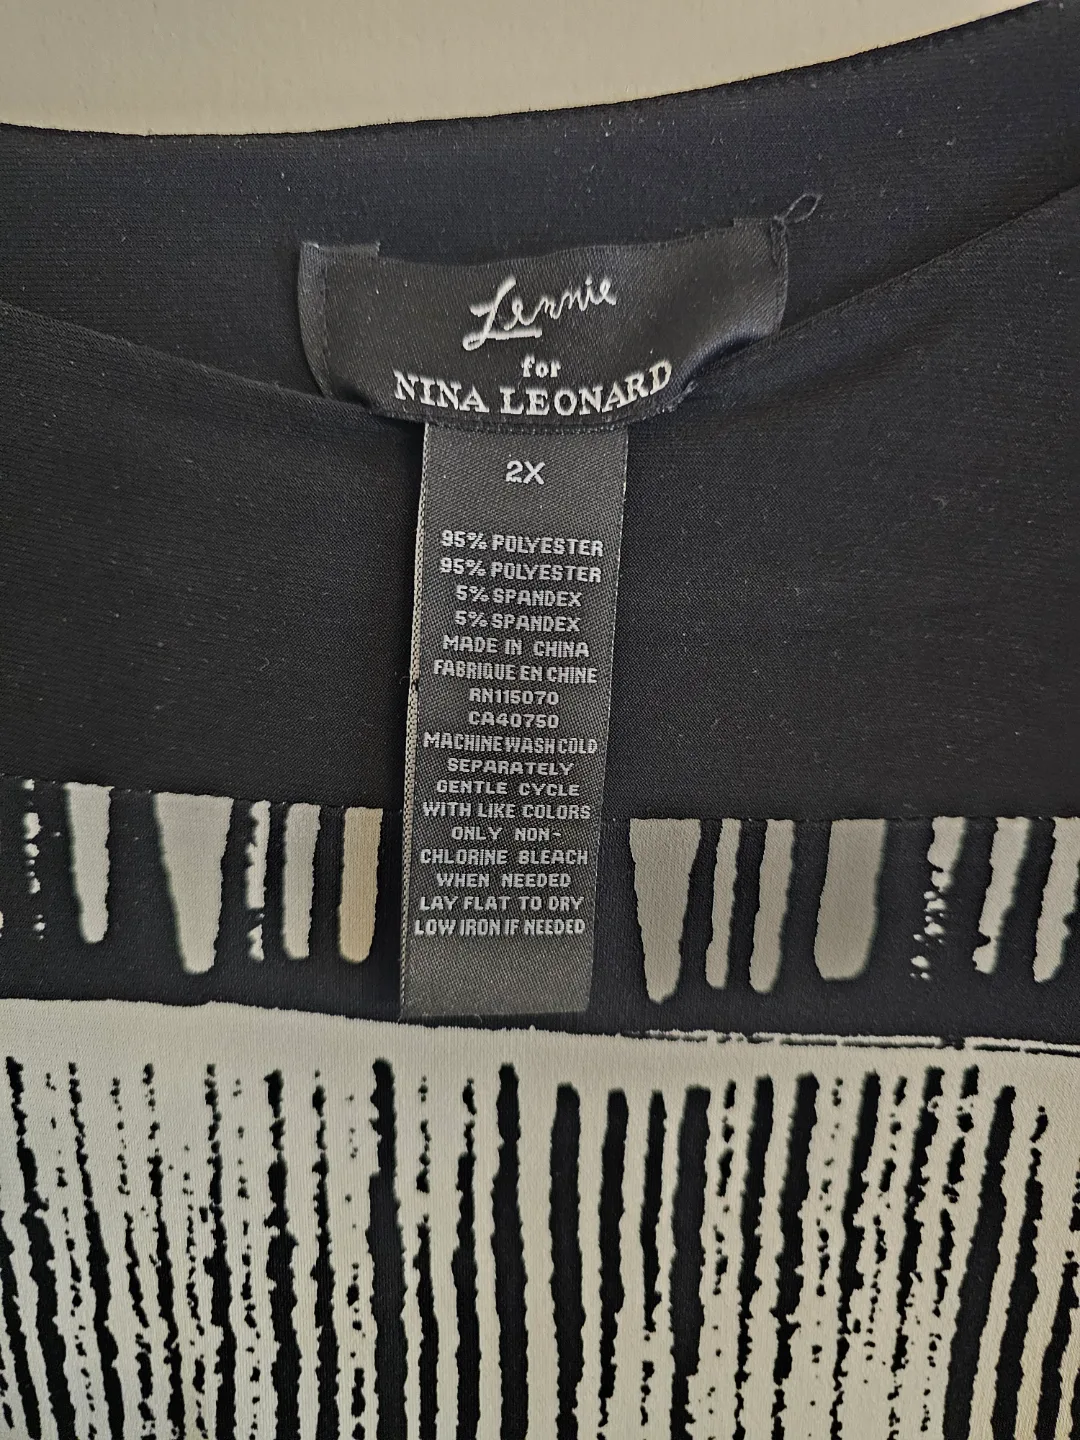 Lennie
for
NINA LEONARD
2X
95% POLYESTER
95% POLYESTER
5% SPANDEX
5% SPANDEX
MADE IN CHINA
FABRIQUE EN CHINE
RN115070
CA40750
MACHINE WASH COLD
SEPARATELY
GENTLE CYCLE
WITH LIKE COLORS
ONLY NON-
CHLORINE BLEACH
WHEN NEEDED
LAY FLAT TO DRY
LOW IRON IF NEEDED